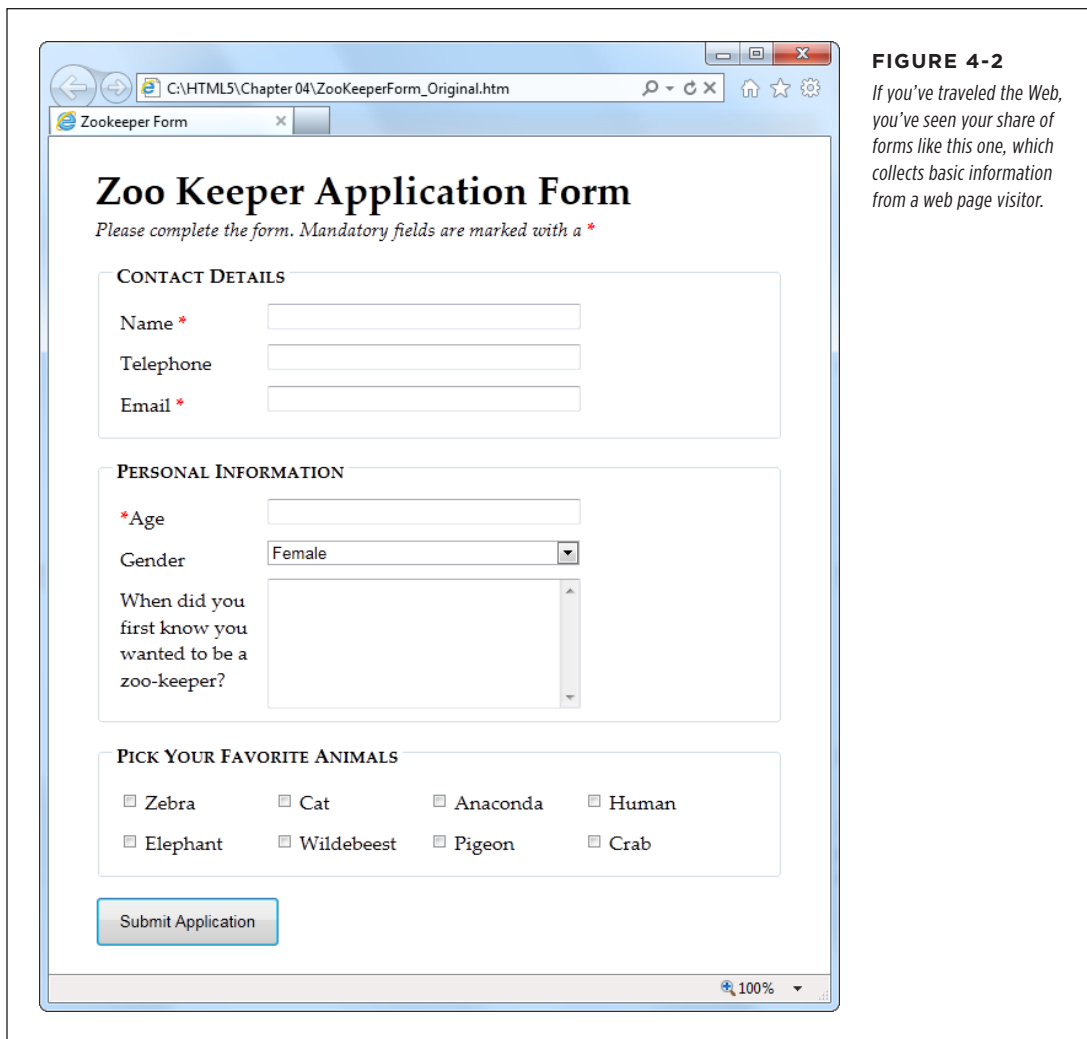 C:\HTML5\Chapter 04\ZooKeeperForm_Original.htm
Zookeeper Form
Zoo Keeper Application Form
Please complete the form. Mandatory fields are marked with a *
CONTACT DETAILS
Name *
Telephone
Email *
PERSONAL INFORMATION
*Age
Gender
Female
When did you
first know you
wanted to be a
zoo-keeper?
PICK YOUR FAVORITE ANIMALS
Zebra Cat Anaconda Human
Elephant Wildebeest Pigeon Crab
Submit Application
100%
FIGURE 4-2
If you've traveled the Web,
you've seen your share of
forms like this one, which
collects basic information
from a web page visitor.